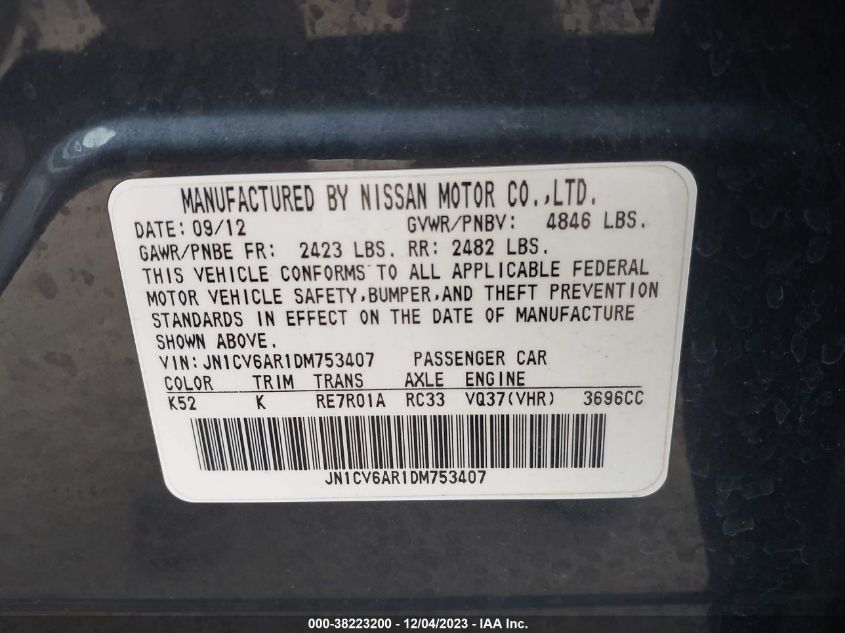 MANUFACTURED BY NISSAN MOTOR CO.,LTD.
DATE: 09/12 GVWR/PNBV: 4846 LBS.
GAWR/PNBE FR: 2423 LBS. RR: 2482 LBS.
THIS VEHICLE CONFORMS TO ALL APPLICABLE FEDERAL
MOTOR VEHICLE SAFETY,BUMPER,AND THEFT PREVENTION
STANDARDS IN EFFECT ON THE DATE OF MANUFACTURE
SHOWN ABOVE.
VIN:JN1CV6AR1DM753407 PASSENGER CAR
COLOR TRIM TRANS AXLE ENGINE
K52 K RE7R01A RC33 VQ37(VHR) 3696CC
JN1CV6AR1DM753407
000-38223200 - 12/04/2023 - IAA Inc.